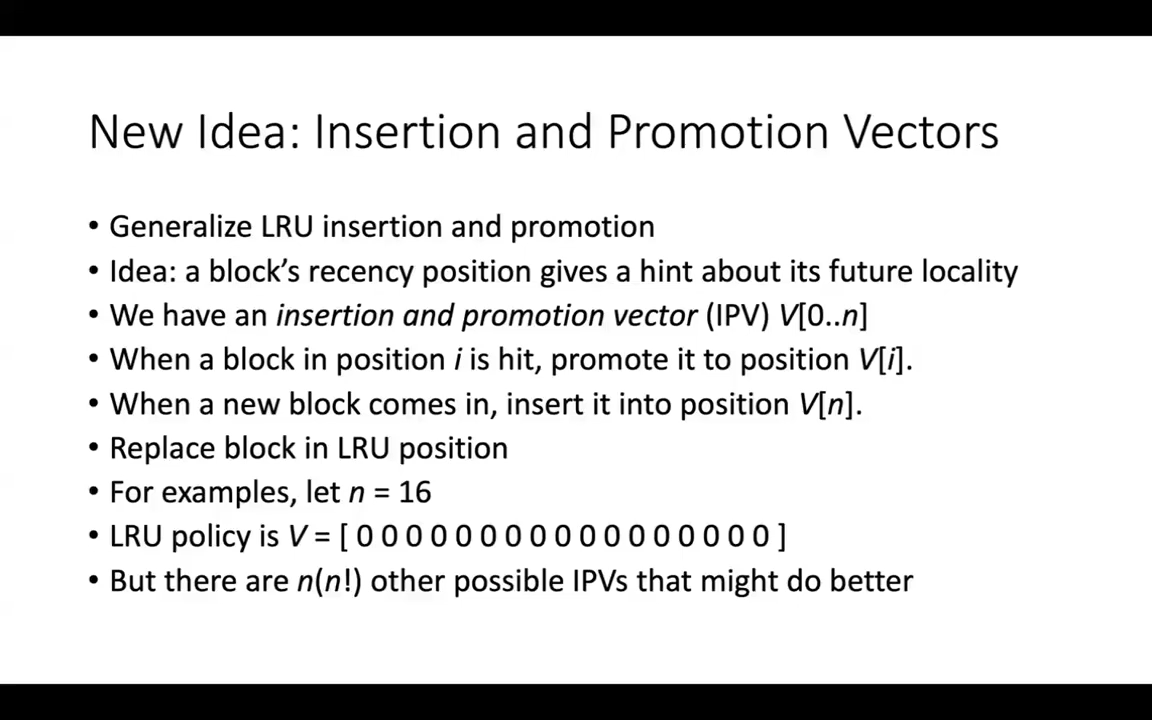 New Idea: Insertion and Promotion Vectors
• Generalize LRU insertion and promotion
• Idea: a block’s recency position gives a hint about its future locality
• We have an insertion and promotion vector (IPV) V[0..n]
• When a block in position i is hit, promote it to position V[i].
• When a new block comes in, insert it into position V[n].
• Replace block in LRU position
• For examples, let n = 16
• LRU policy is V = [ 0 0 0 0 0 0 0 0 0 0 0 0 0 0 0 0 0 ]
• But there are n(n!) other possible IPVs that might do better